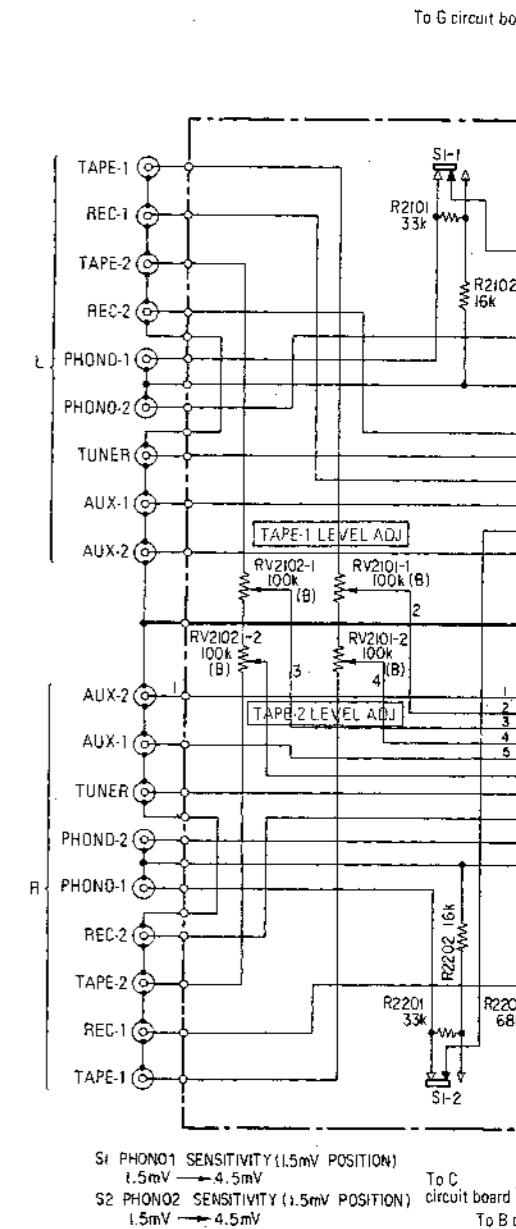 To G circuit bo
S1-1
TAPE-1
REC-1
R2101
33k
TAPE-2
REC-2
R2102
16k
L
PHONO-1
PHONO-2
TUNER
AUX-1
TAPE-1 LEVEL ADJ
AUX-2
RV2102-1
100k
(B)
RV2101-1
100k (B)
2
RV2102-2
100k
(B)
RV2101-2
100k
(B)
3
4
AUX-2
1
1
TAPE-2 LEVEL ADJ
2
3
AUX-1
4
5
TUNER
PHONO-2
R
PHONO-1
REC-2
R2202 16k
TAPE-2
R2201
33k
R220
68
REC-1
TAPE-1
S1-2
S1 PHONO1 SENSITIVITY (1.5mV POSITION)
1.5mV → 4.5mV
S2 PHONO2 SENSITIVITY (1.5mV POSITION)
1.5mV → 4.5mV
To C
circuit board
To B c